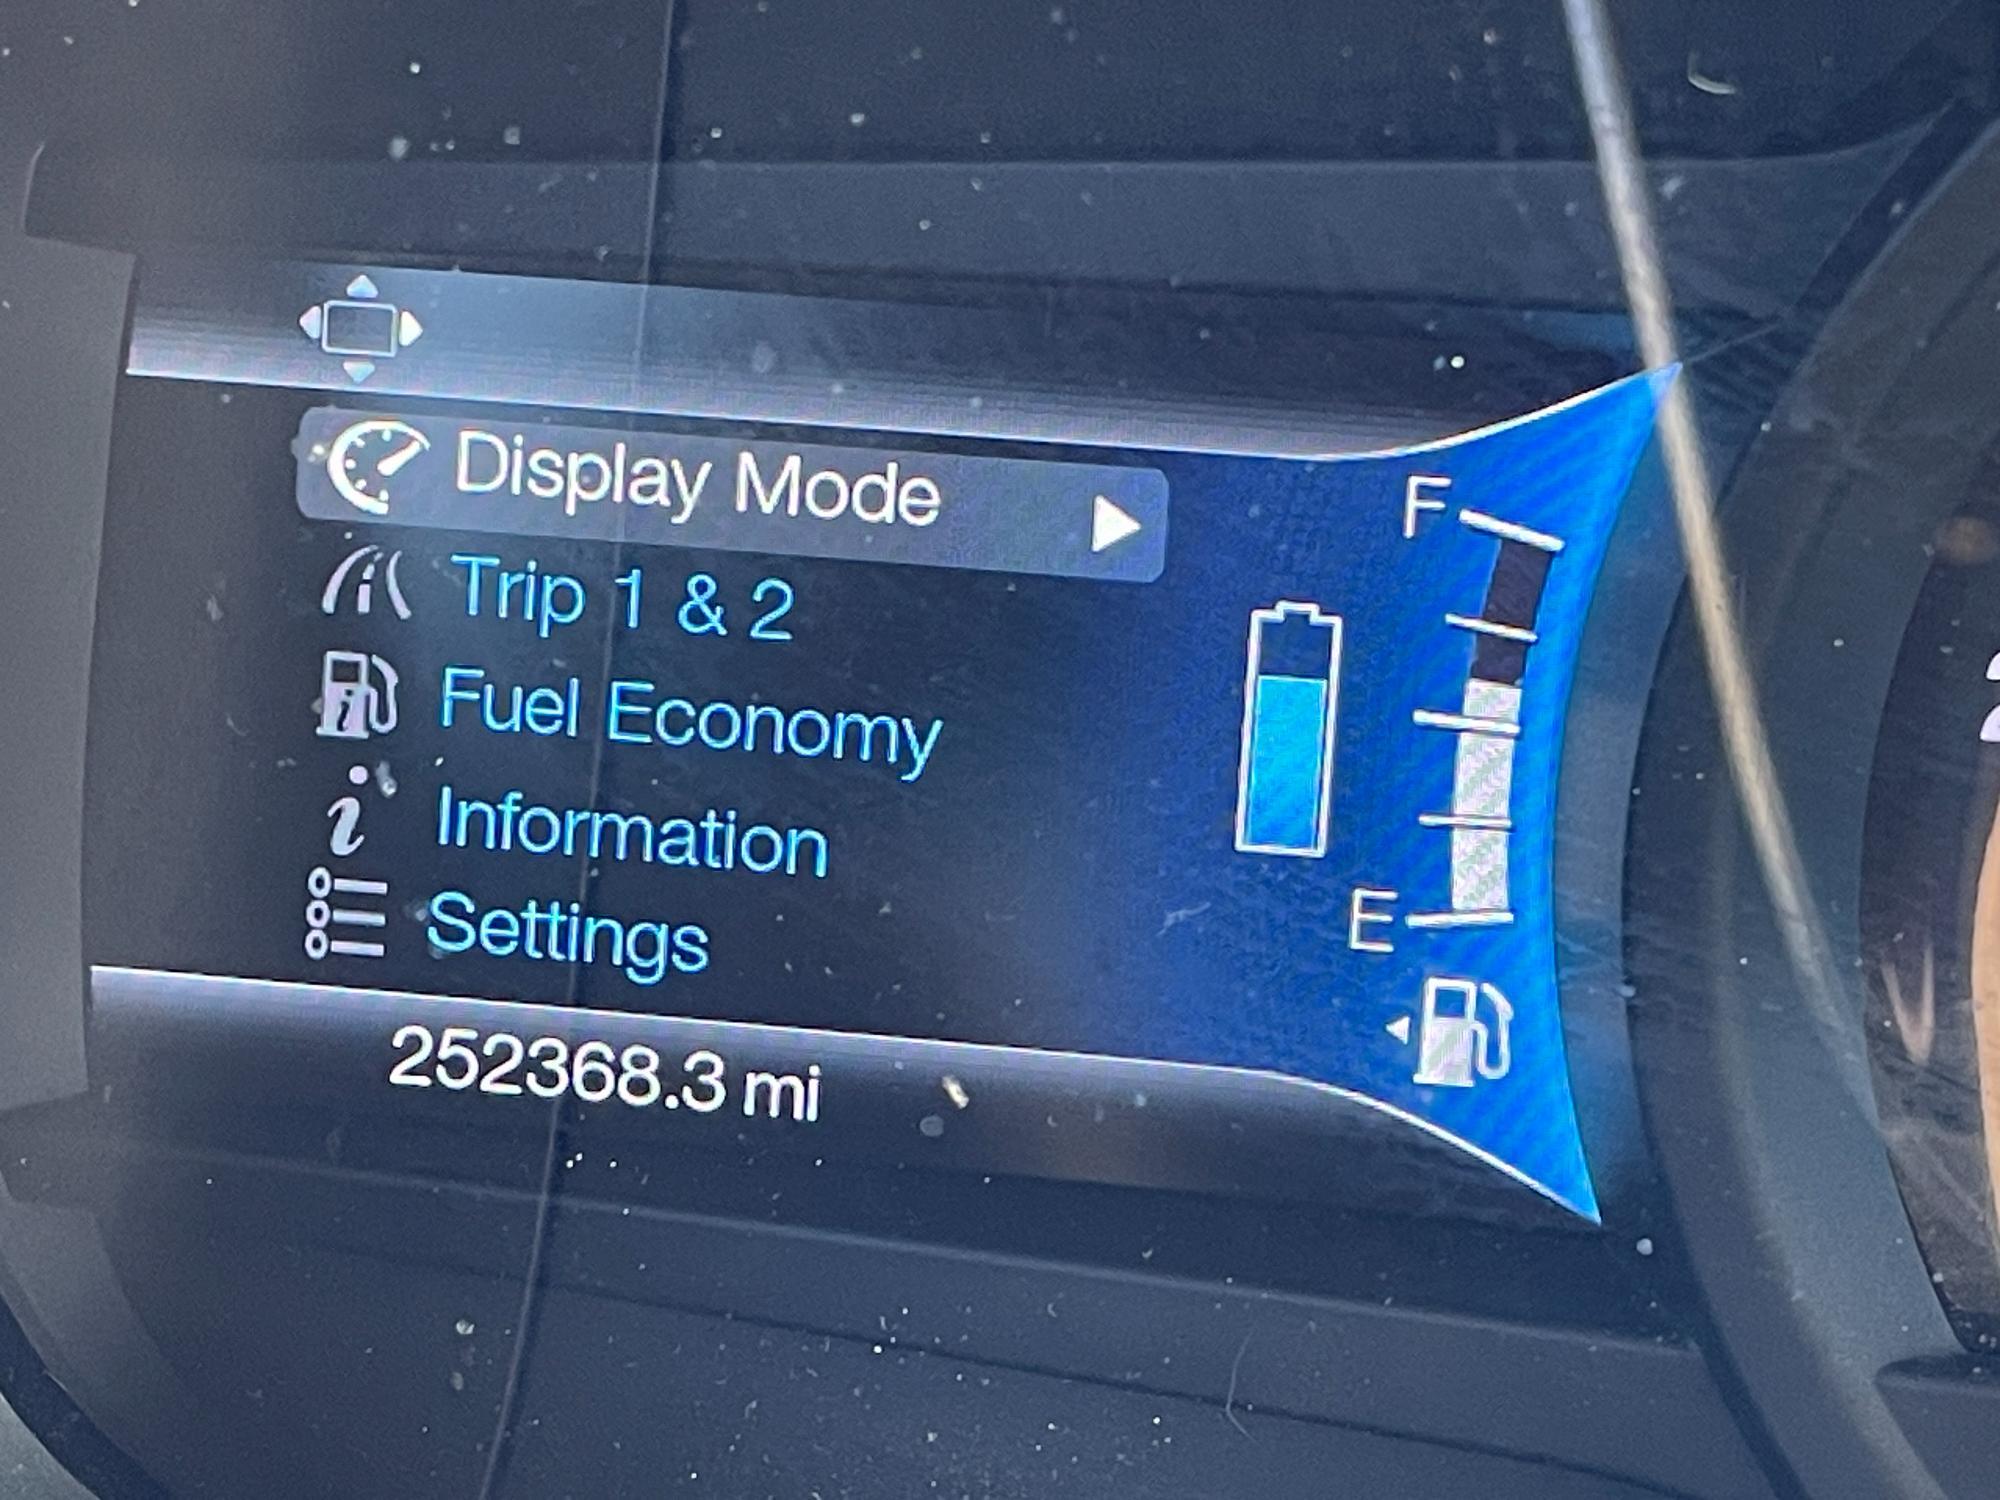 Display Mode
Trip 1 & 2
Fuel Economy
Information
Settings
252368.3 mi
F
E